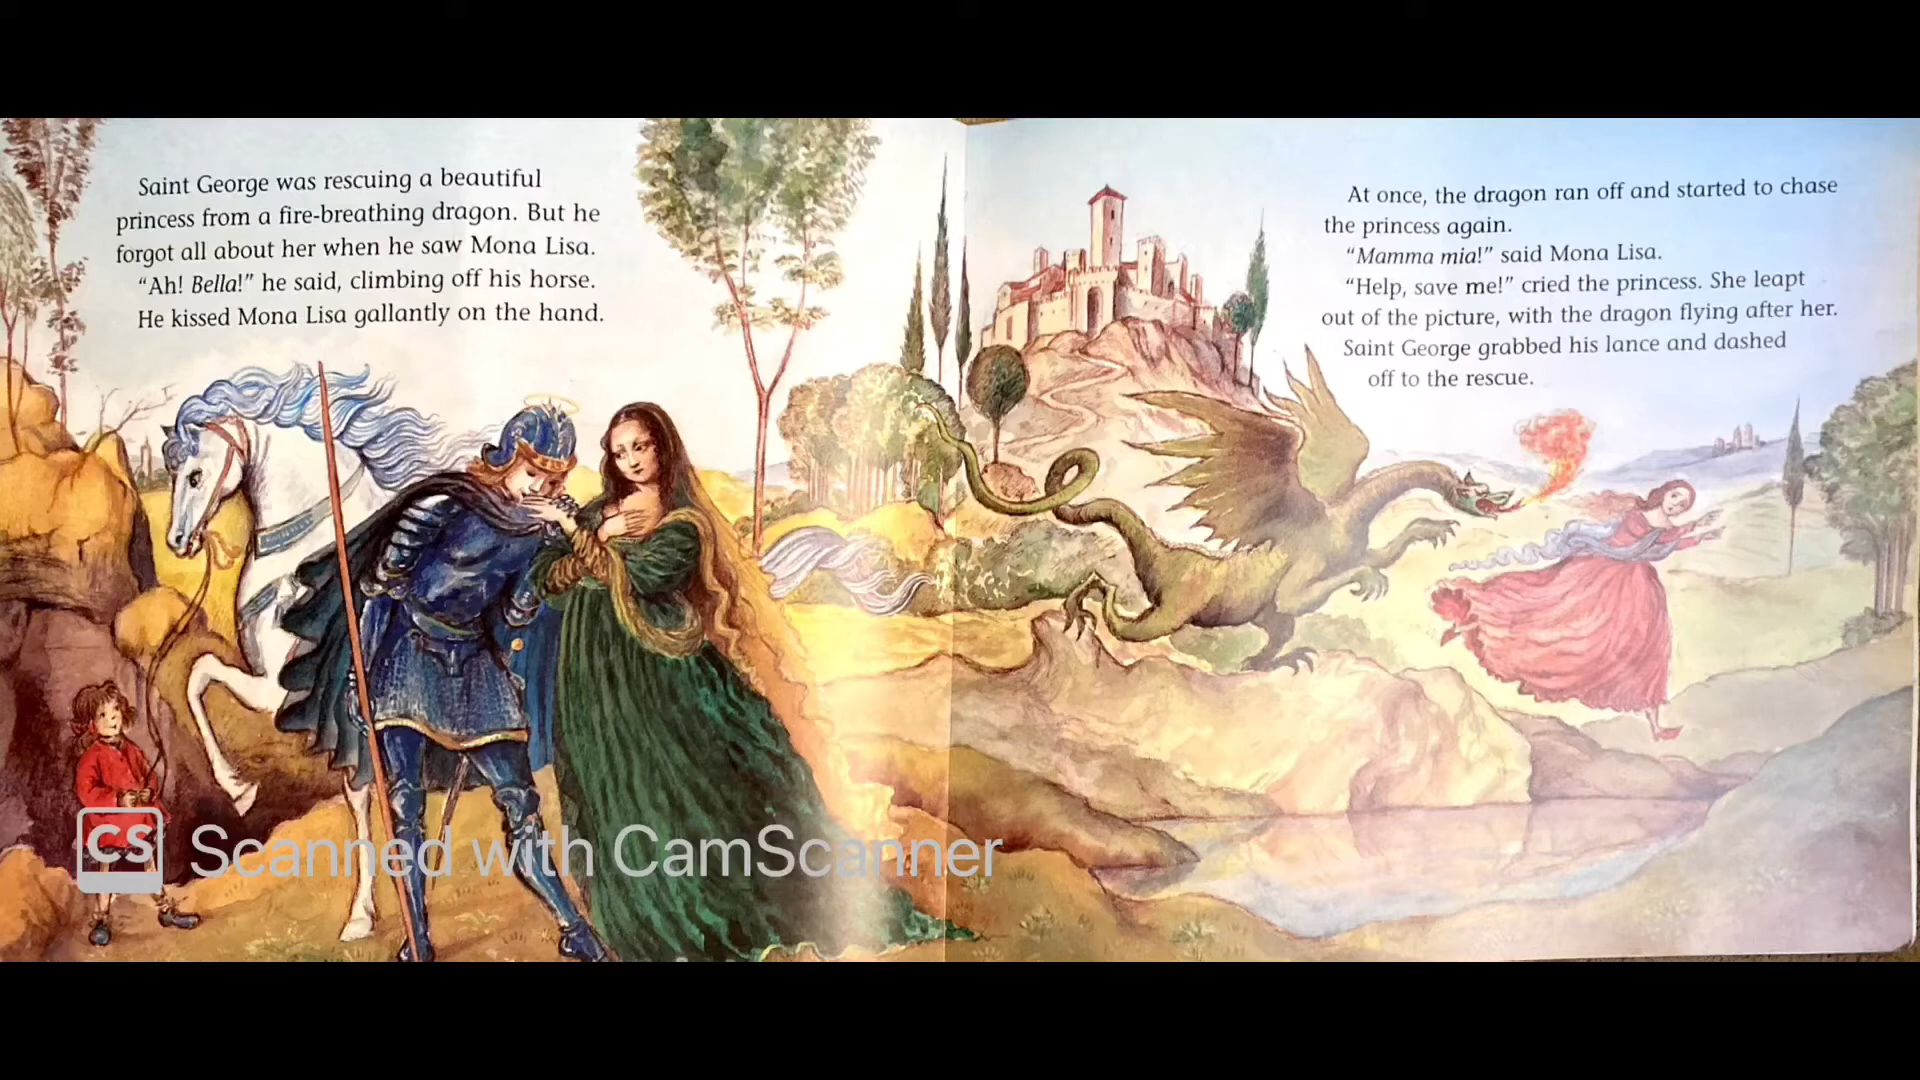 Saint George was rescuing a beautiful
princess from a fire-breathing dragon. But he
forgot all about her when he saw Mona Lisa.
“Ah! Bella!” he said, climbing off his horse.
He kissed Mona Lisa gallantly on the hand.
At once, the dragon ran off and started to chase
the princess again.
“Mamma mia!” said Mona Lisa.
“Help, save me!” cried the princess. She leapt
out of the picture, with the dragon flying after her.
Saint George grabbed his lance and dashed
off to the rescue.
CS Scanned with CamScanner